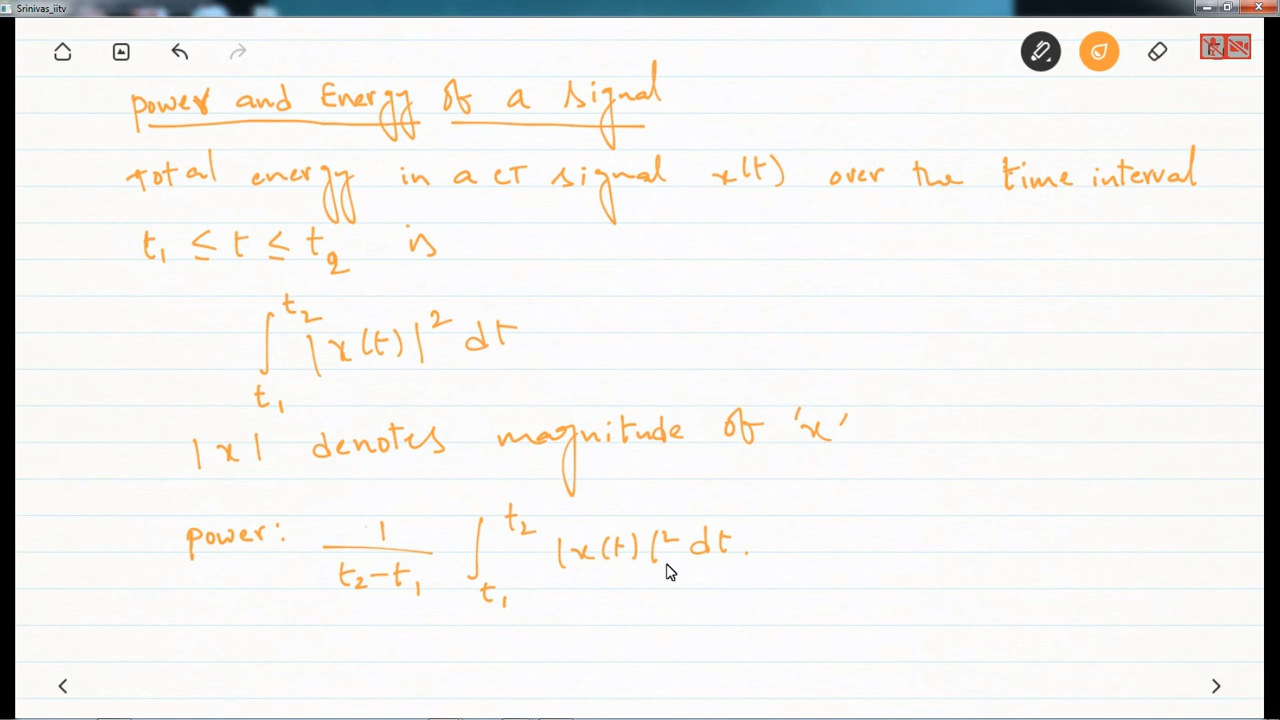 Srinivas_iitv
power and Energy of a signal
Total energy in a CT signal x(t) over the time interval
t₁ ≤ t ≤ t₂ is
∫_{t₁}^{t₂} |x(t)|² dt
|x| denotes magnitude of 'x'
power: 1/(t₂-t₁) ∫_{t₁}^{t₂} |x(t)|² dt.